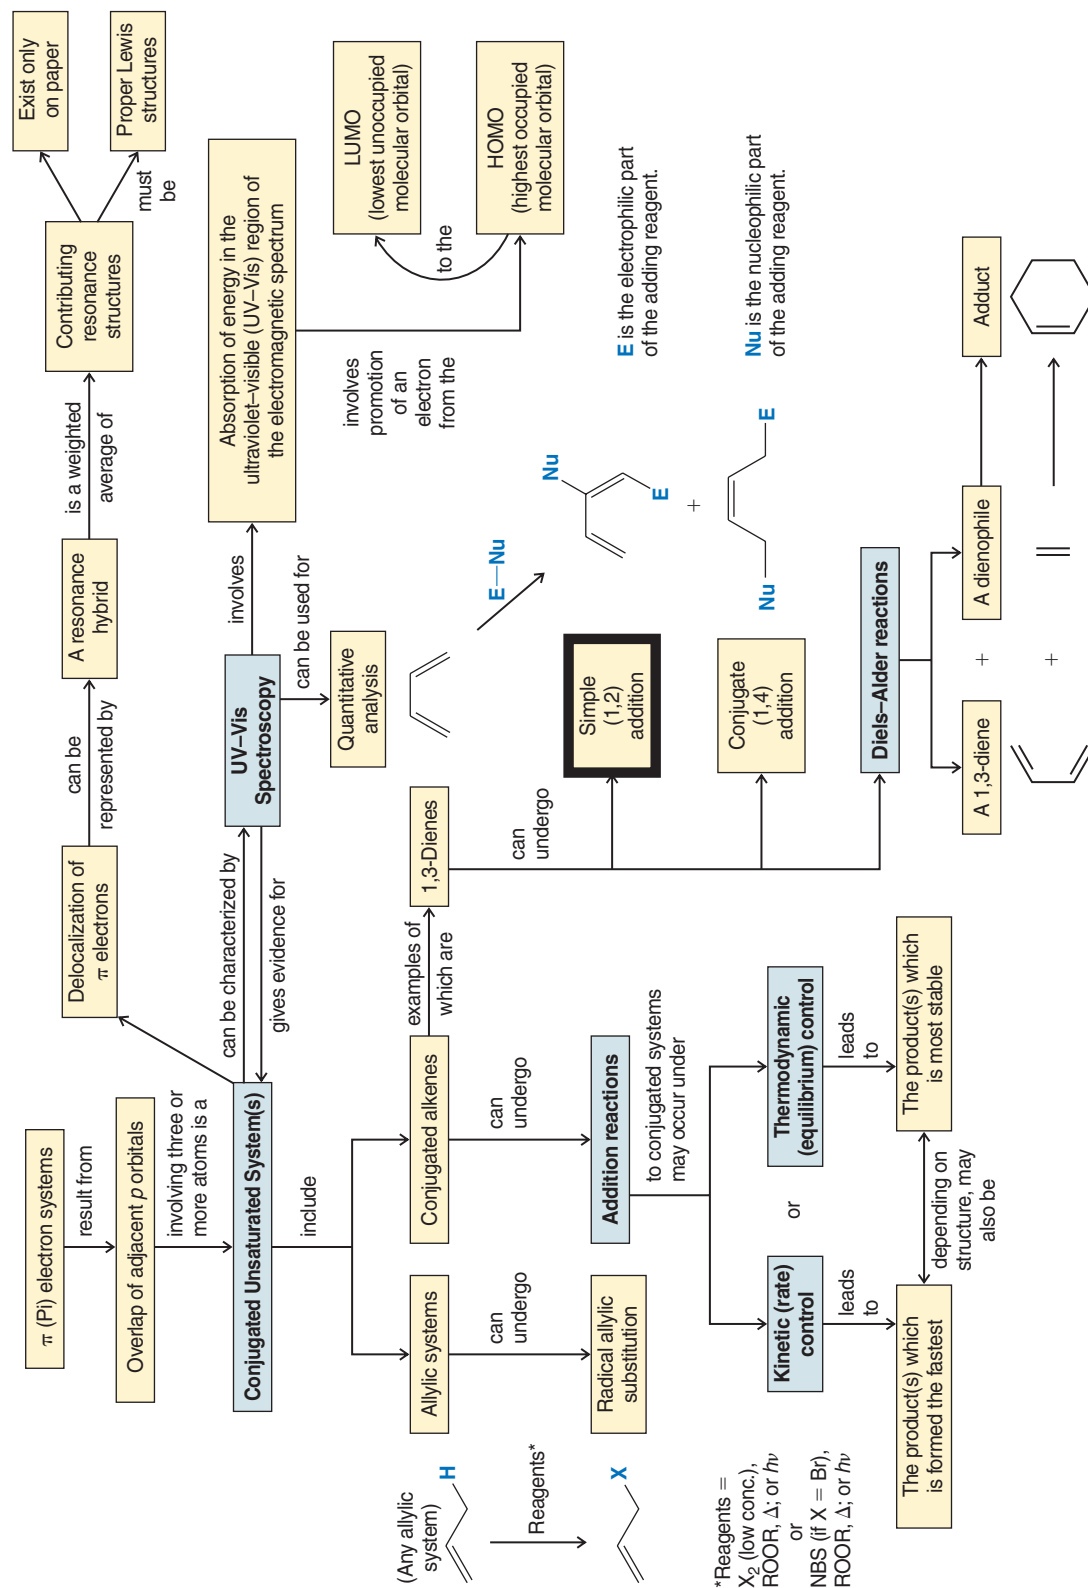 π (Pi) electron systems
result from
Overlap of adjacent p orbitals
involving three or
more atoms is a
Conjugated Unsaturated System(s)
Delocalization of
π electrons
can be
represented by
A resonance
hybrid
is a weighted
average of
Contributing
resonance
structures
must
be
Exist only
on paper
Proper Lewis
structures
can be characterized by
gives evidence for
UV–Vis
Spectroscopy
involves
Absorption of energy in the
ultraviolet–visible (UV–Vis) region of
the electromagnetic spectrum
can be used for
Quantitative
analysis
involves
promotion
of an
electron
from the
LUMO
(lowest unoccupied
molecular orbital)
to the
HOMO
(highest occupied
molecular orbital)
include
Allylic systems
can
undergo
Radical allylic
substitution
(Any allylic
system)
H
Reagents*
X
*Reagents =
X₂ (low conc.),
ROOR, Δ; or hν
or
NBS (if X = Br),
ROOR, Δ; or hν
Conjugated alkenes
examples of
which are
1,3-Dienes
can
undergo
Addition reactions
to conjugated systems
may occur under
Kinetic (rate)
control
or
Thermodynamic
(equilibrium) control
leads
to
leads
to
The product(s) which
is formed the fastest
depending on
structure, may
also be
The product(s) which
is most stable
can
undergo
Simple
(1,2)
addition
Conjugate
(1,4)
addition
E—Nu
Nu
E
+
Nu
E
E is the electrophilic part
of the adding reagent.
Nu is the nucleophilic part
of the adding reagent.
Diels–Alder reactions
A 1,3-diene
+
A dienophile
Adduct
+